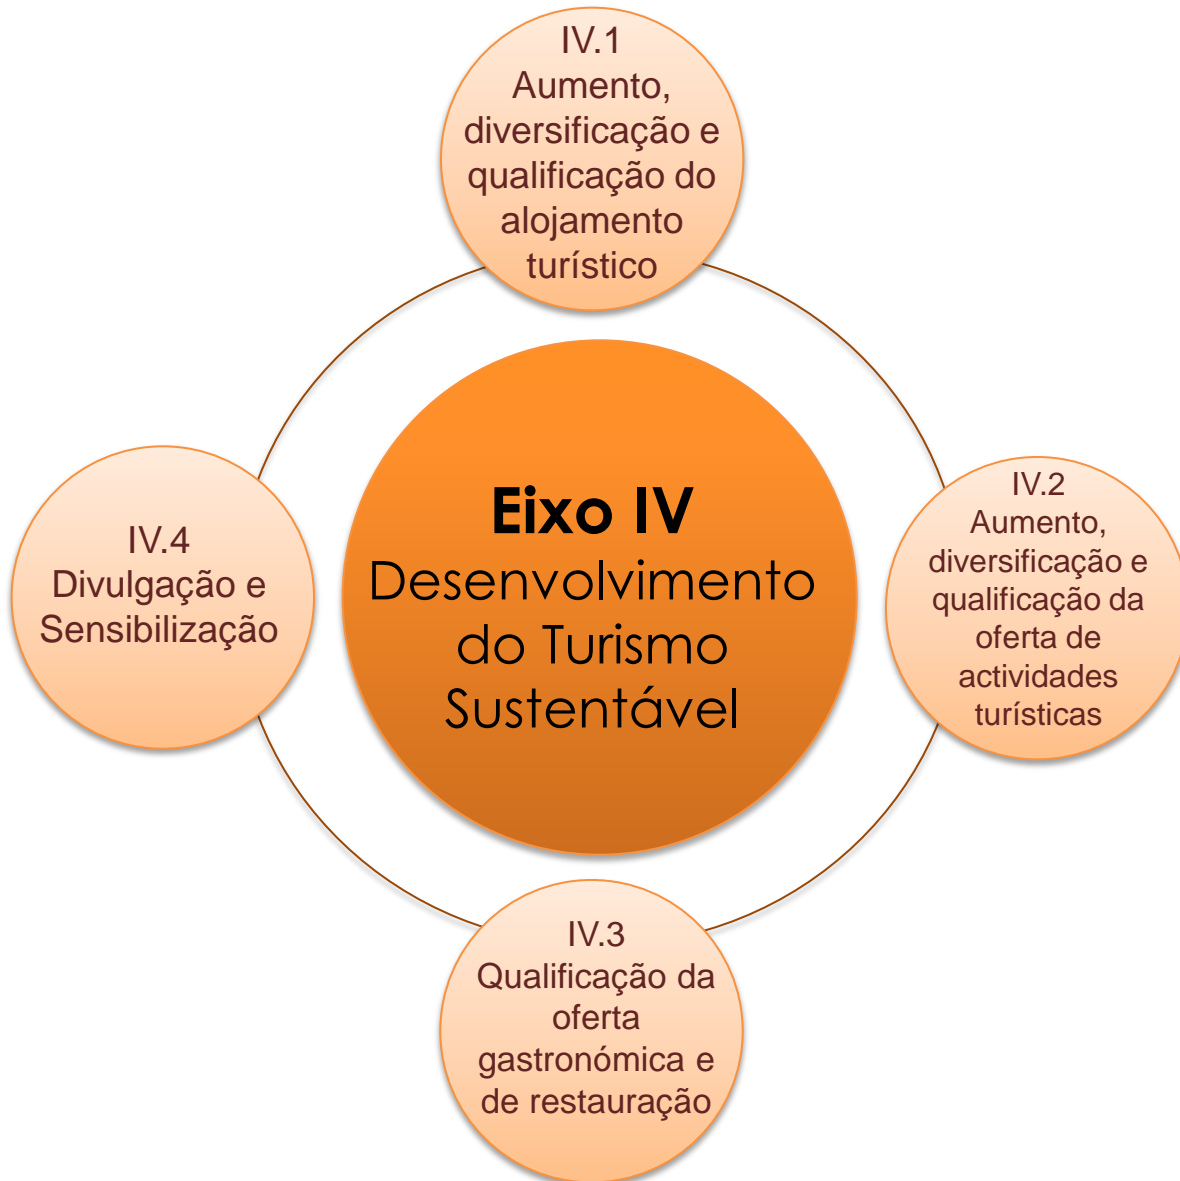 IV.1
Aumento,
diversificação e
qualificação do
alojamento
turístico
Eixo IV
Desenvolvimento
do Turismo
Sustentável
IV.2
Aumento,
diversificação e
qualificação da
oferta de
actividades
turísticas
IV.3
Qualificação da
oferta
gastronómica e
de restauração
IV.4
Divulgação e
Sensibilização